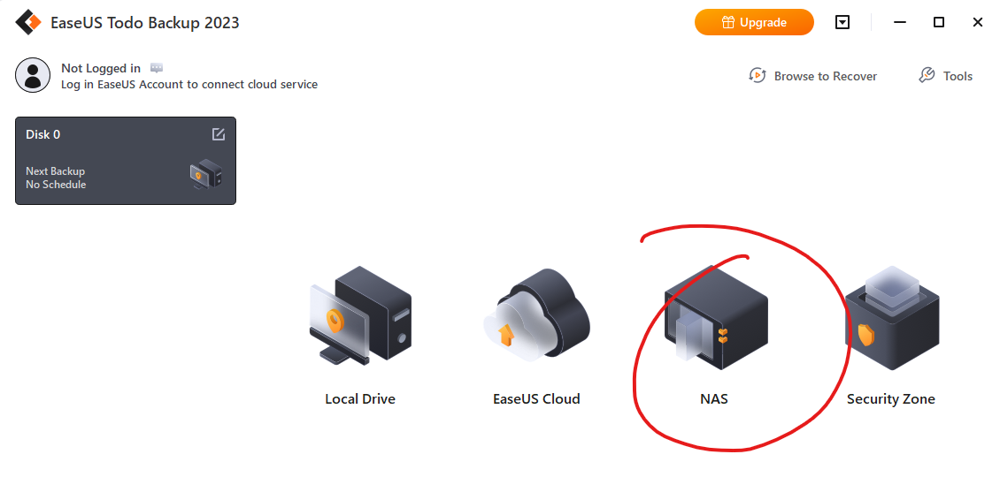 EaseUS Todo Backup 2023
Upgrade
Not Logged in
Log in EaseUS Account to connect cloud service
Browse to Recover
Tools
Disk 0
Next Backup
No Schedule
Local Drive
EaseUS Cloud
NAS
Security Zone